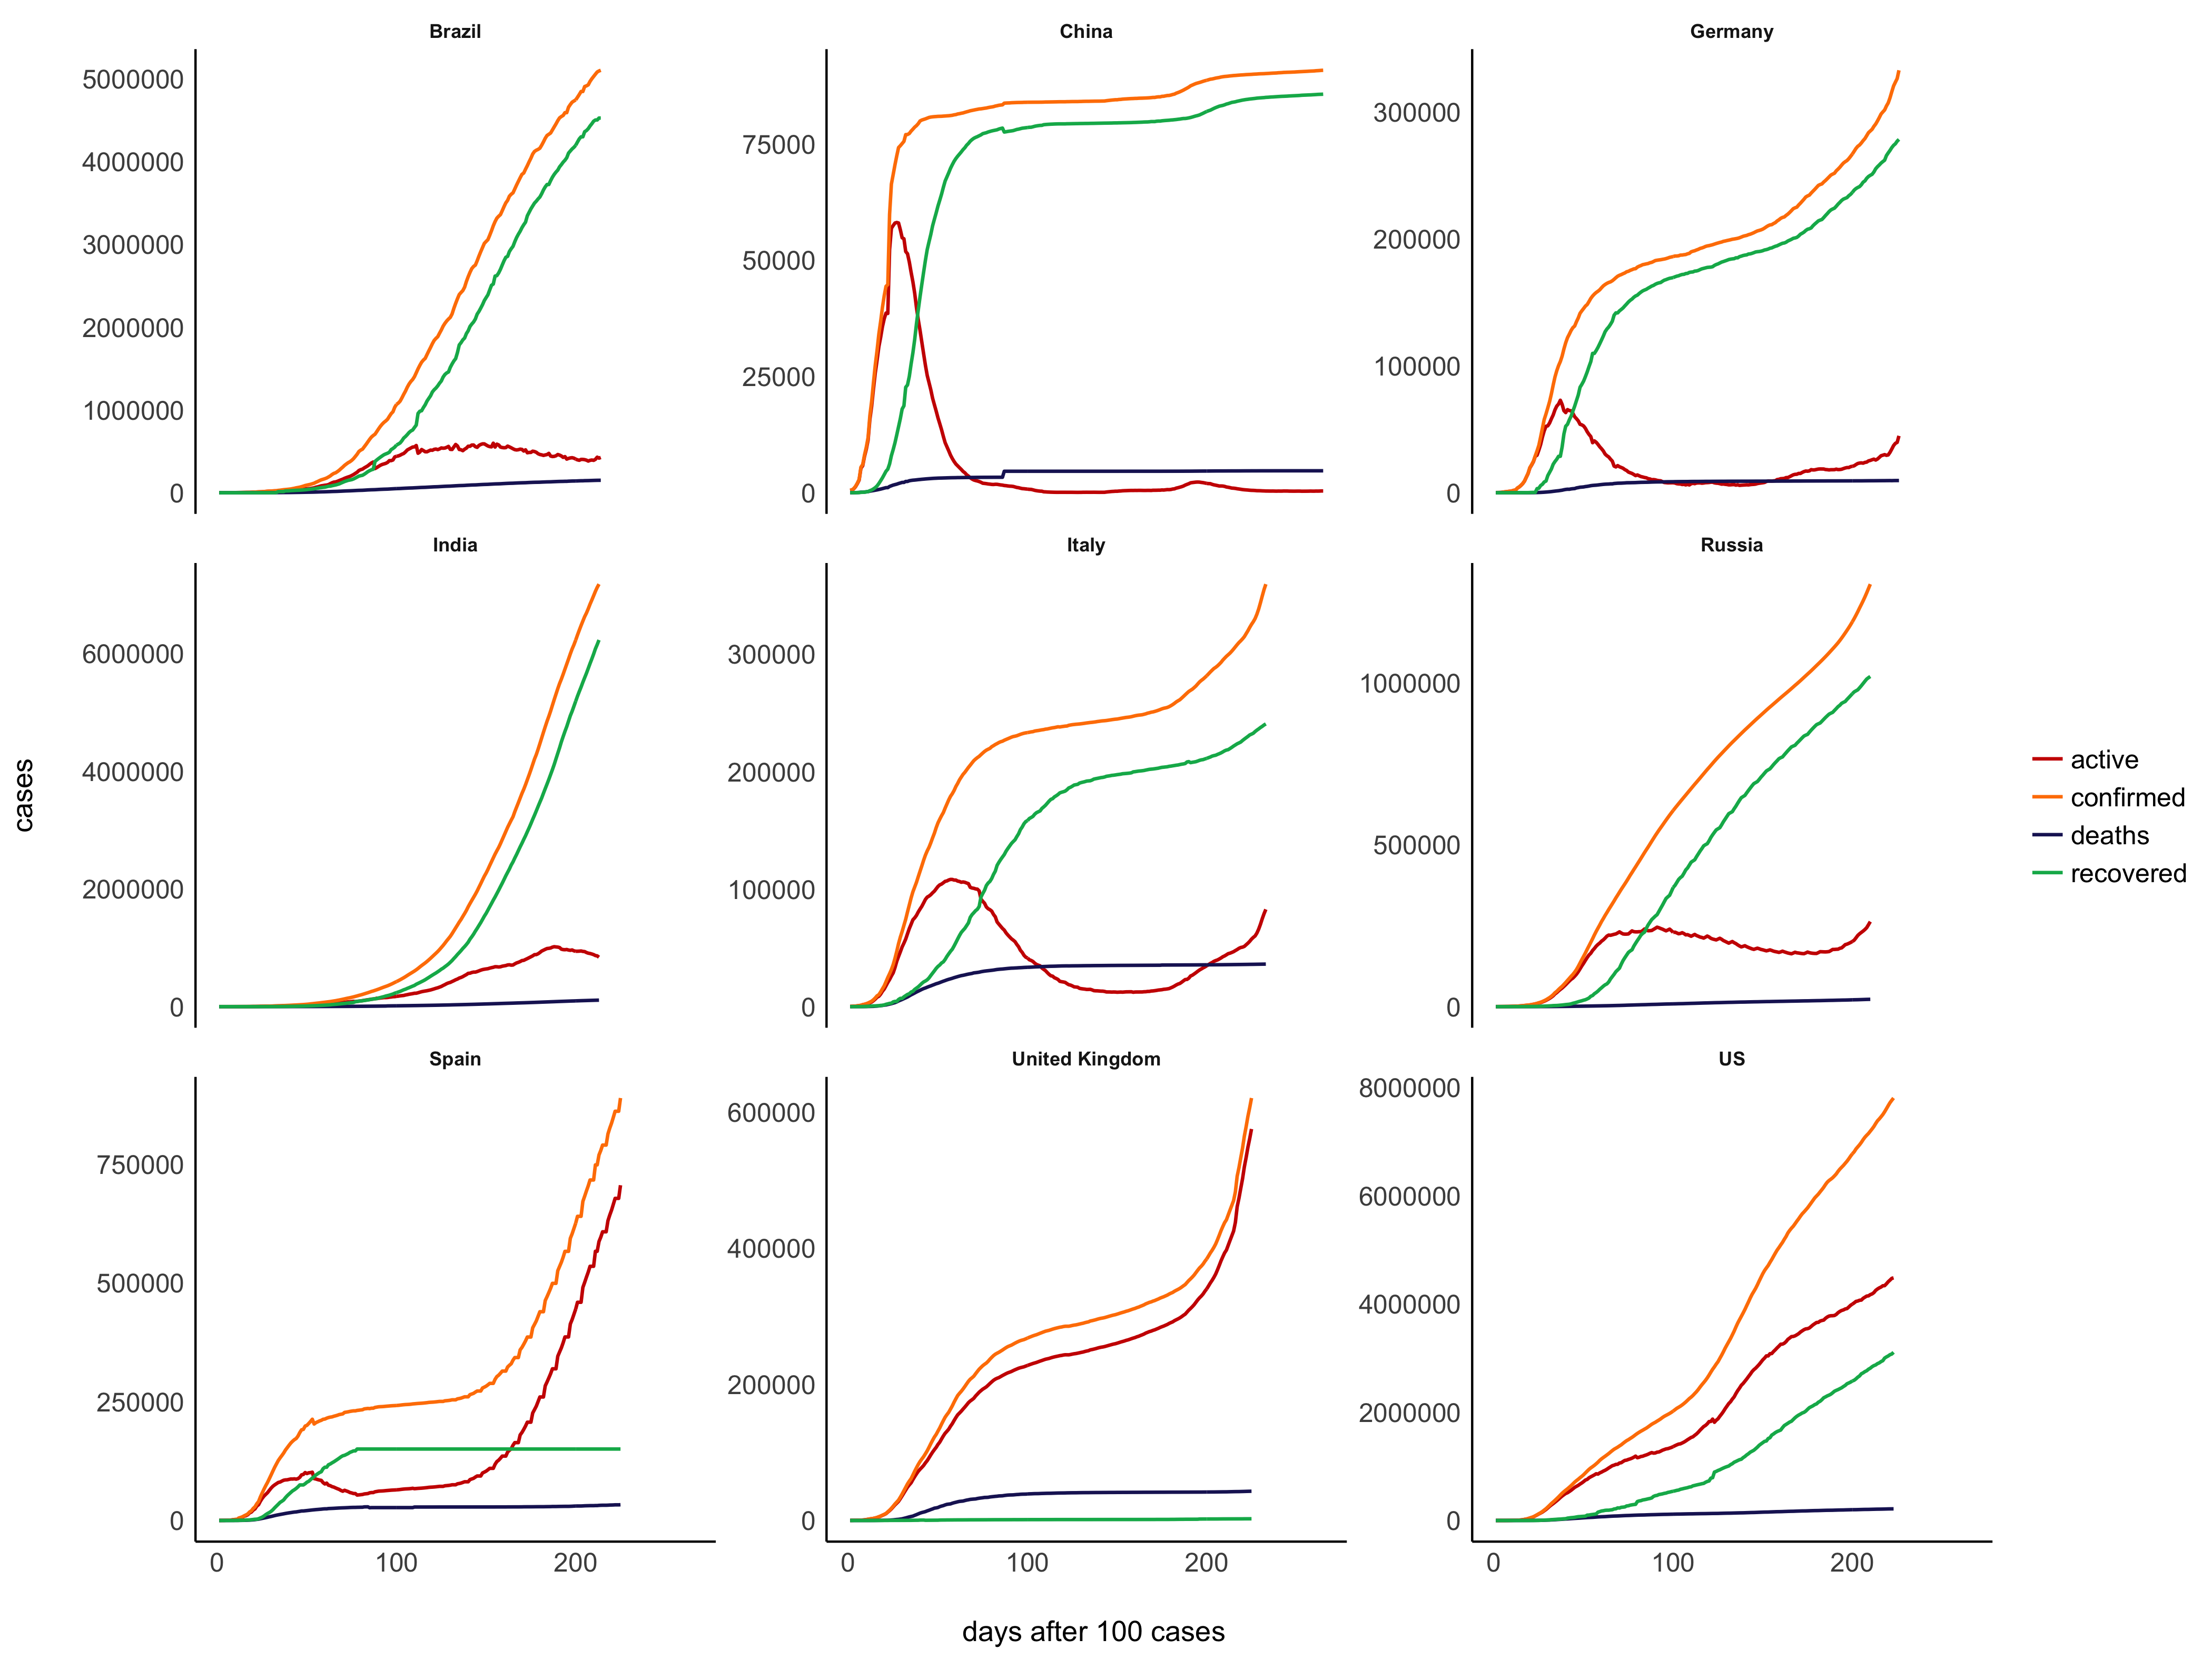 Brazil
China
Germany
5000000
4000000
3000000
2000000
1000000
0
75000
50000
25000
0
300000
200000
100000
0
India
Italy
Russia
6000000
4000000
2000000
0
300000
200000
100000
0
1000000
500000
0
Spain
United Kingdom
US
750000
500000
250000
0
600000
400000
200000
0
8000000
6000000
4000000
2000000
0
0 100 200
0 100 200
0 100 200
cases
days after 100 cases
active
confirmed
deaths
recovered